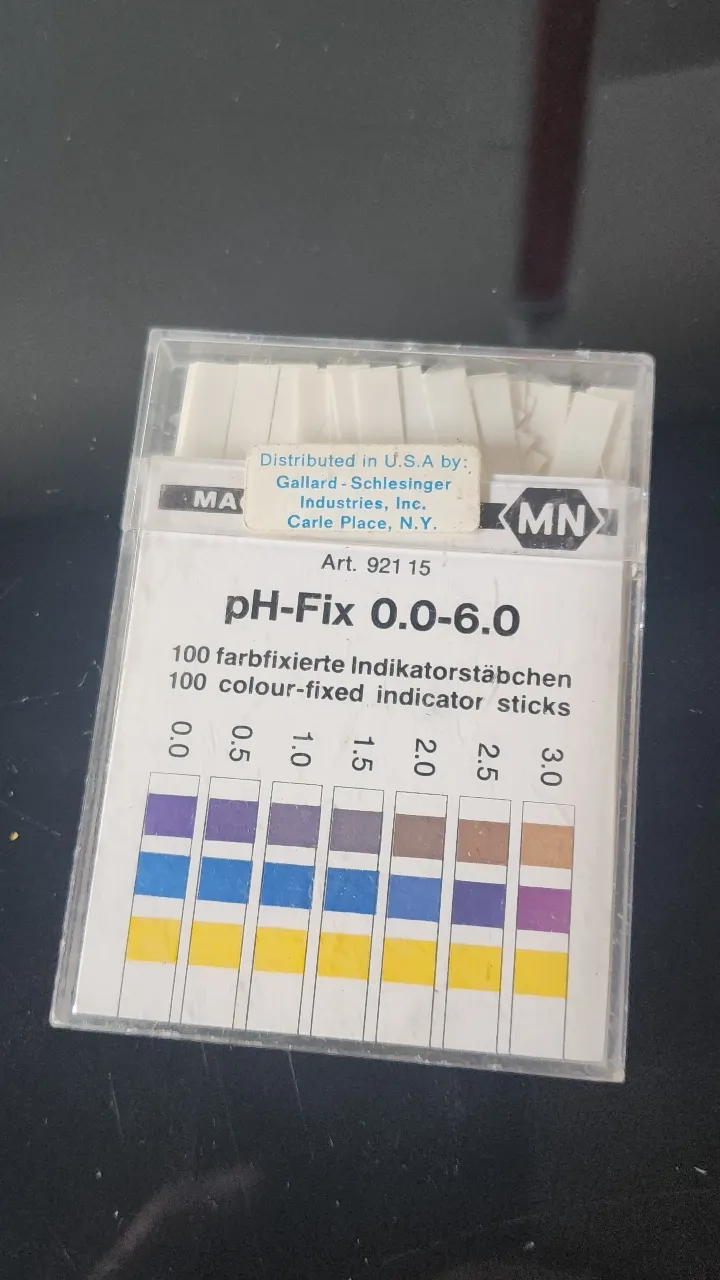 Distributed in U.S.A by:
Gallard-Schlesinger
Industries, Inc.
Carle Place, N.Y.
MN
Art. 921 15
pH-Fix 0.0-6.0
100 farbfixierte Indikatorstäbchen
100 colour-fixed indicator sticks
0.0 0.5 1.0 1.5 2.0 2.5 3.0